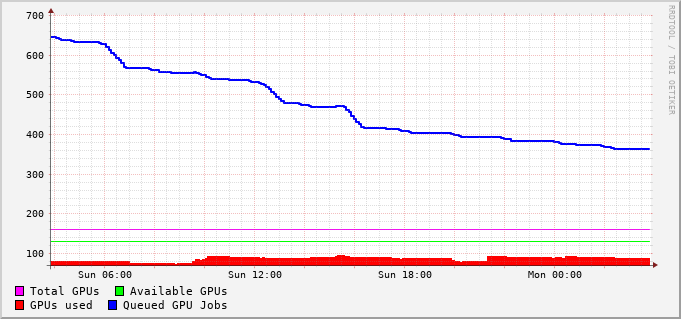 700
600
500
400
300
200
100
Sun 06:00 Sun 12:00 Sun 18:00 Mon 00:00
Total GPUs Available GPUs
GPUs used Queued GPU Jobs
RRDTOOL / TOBI OETIKER